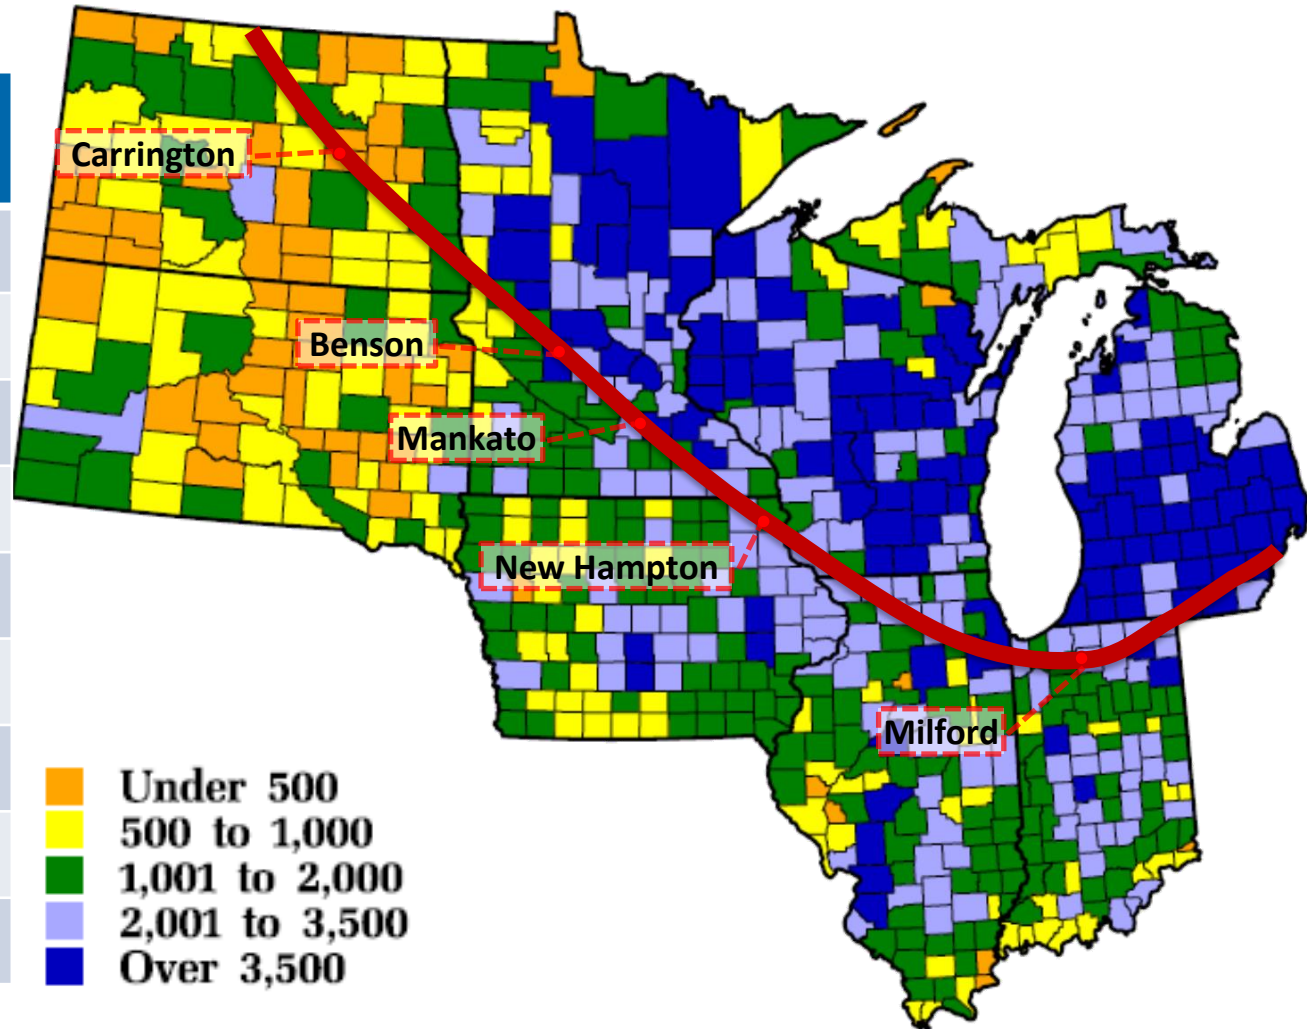 Carrington
Benson
Mankato
New Hampton
Milford
Under 500
500 to 1,000
1,001 to 2,000
2,001 to 3,500
Over 3,500